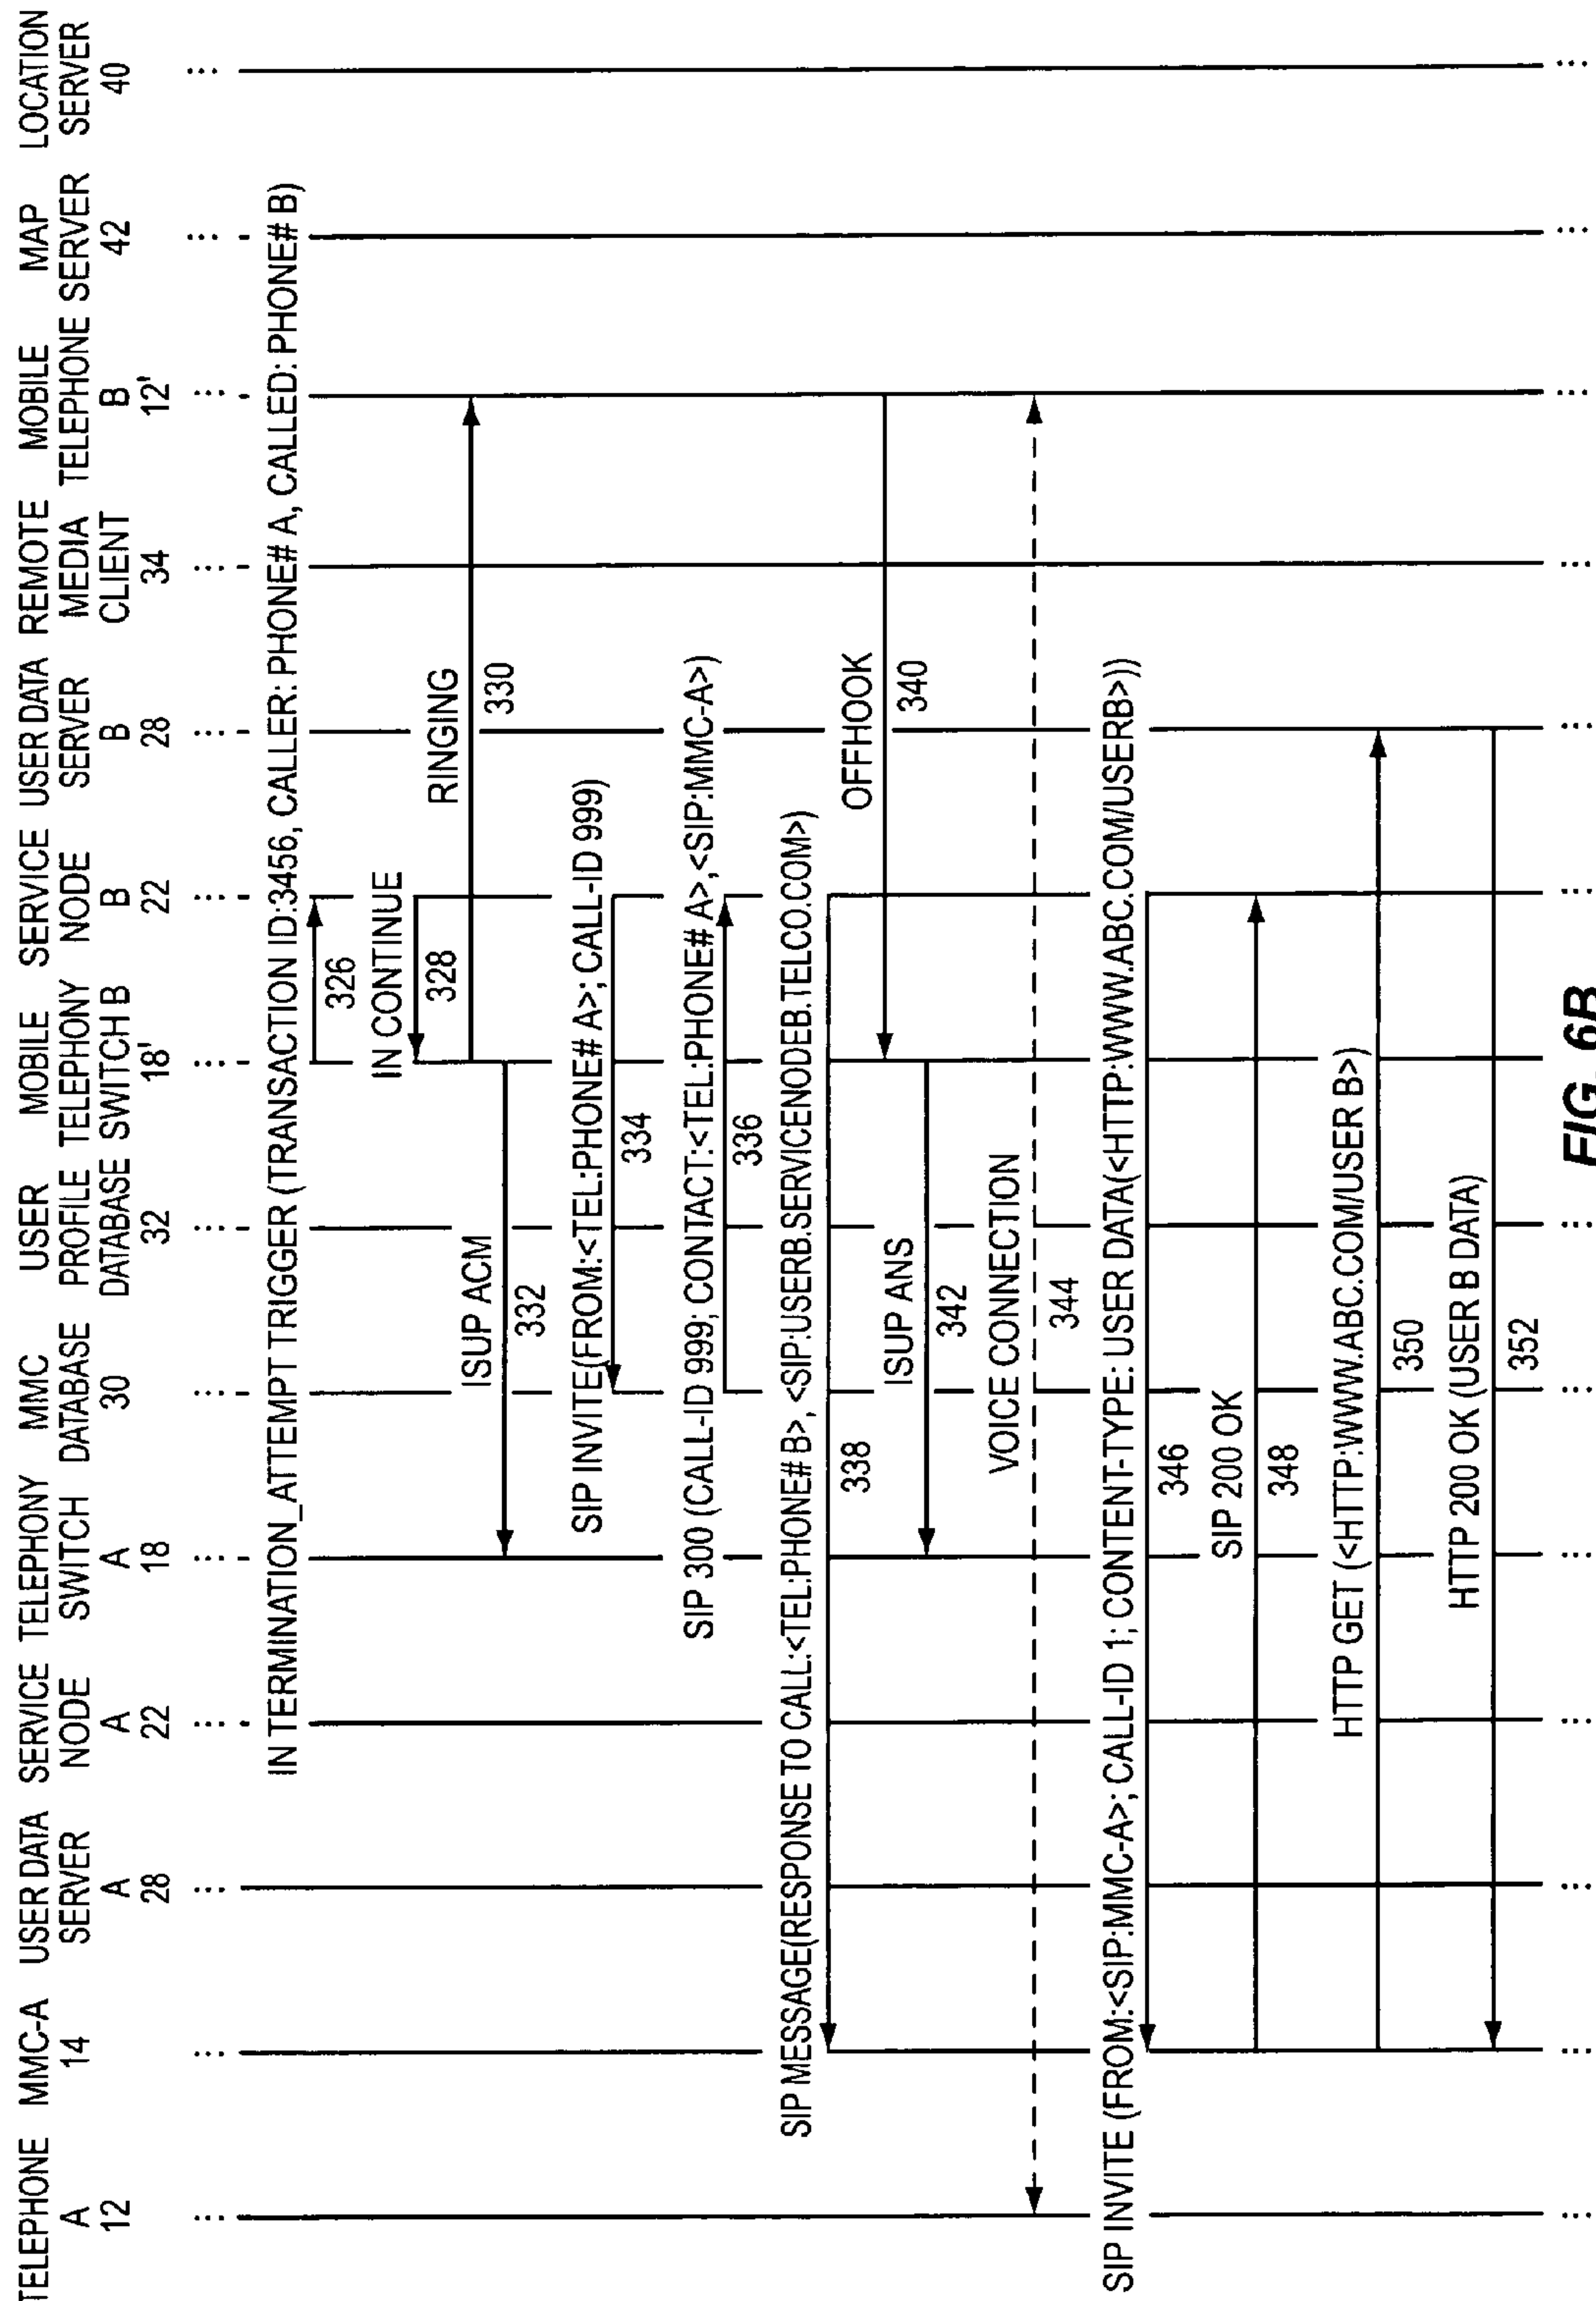 TELEPHONE MMC-A USER DATA SERVICE TELEPHONY MMC USER MOBILE SERVICE USER DATA REMOTE MOBILE MAP LOCATION
A 14 SERVER NODE SWITCH DATABASE PROFILE TELEPHONY NODE SERVER MEDIA TELEPHONE SERVER SERVER
12 A A A 30 DATABASE SWITCH B B B CLIENT B 42 40
28 22 18 32 18' 22 28 34 12'
IN TERMINATION_ATTEMPT TRIGGER (TRANSACTION ID:3456, CALLER: PHONE# A, CALLED: PHONE# B)
326
IN CONTINUE
328
RINGING
330
ISUP ACM
332
SIP INVITE(FROM:<TEL:PHONE# A>; CALL-ID 999)
334
SIP 300 (CALL-ID 999; CONTACT:<TEL:PHONE# A>,<SIP:MMC-A>)
336
SIP MESSAGE(RESPONSE TO CALL:<TEL:PHONE# B>, <SIP:USERB.SERVICENODEB.TELCO.COM>)
338
OFFHOOK
340
ISUP ANS
342
VOICE CONNECTION
344
SIP INVITE (FROM:<SIP:MMC-A>; CALL-ID 1; CONTENT-TYPE: USER DATA(<HTTP:WWW.ABC.COM/USERB>))
346
SIP 200 OK
348
HTTP GET (<HTTP:WWW.ABC.COM/USER B>)
350
HTTP 200 OK (USER B DATA)
352
FIG. 6B